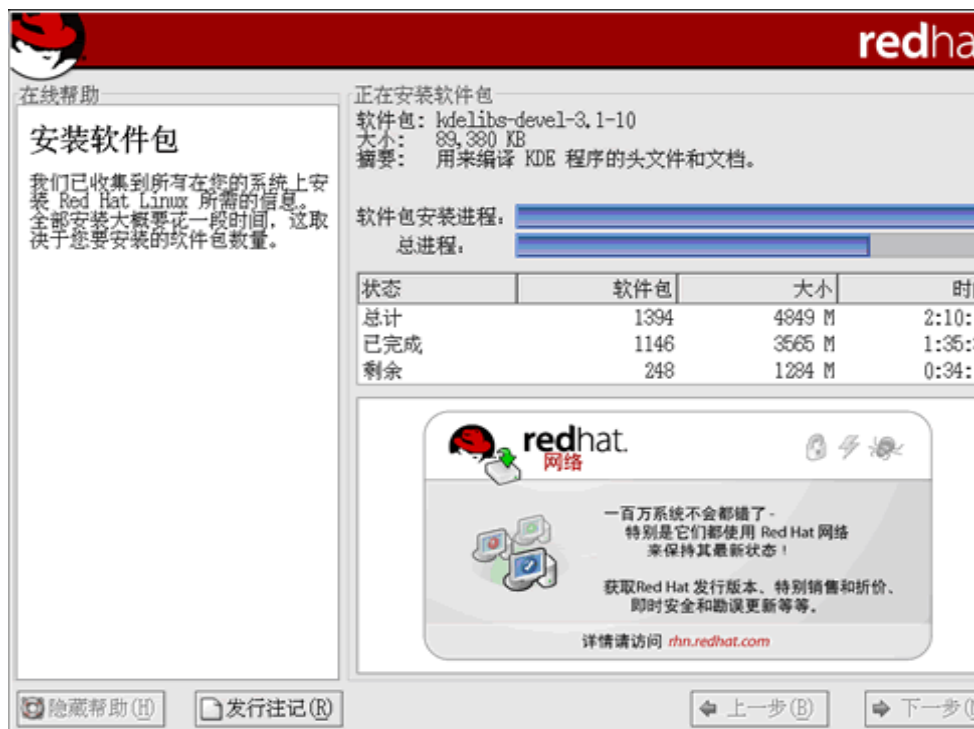 redha
在线帮助
安装软件包
我们已收集到所有在您的系统上安
装 Red Hat Linux 所需的信息。
全部安装大概要花一段时间，这取
决于您要安装的软件包数量。
正在安装软件包
软件包: kdelibs-devel-3.1-10
大小: 89,380 KB
摘要: 用来编译 KDE 程序的头文件和文档。
软件包安装进程:
总进程:
状态 软件包 大小 时
总计 1394 4849 M 2:10:
已完成 1146 3565 M 1:35:
剩余 248 1284 M 0:34:
redhat.
网络
一百万系统不会都错了 -
特别是它们都使用 Red Hat 网络
来保持其最新状态！
获取Red Hat 发行版本、特别销售和折价、
即时安全和勘误更新等等。
详情请访问 rhn.redhat.com
隐藏帮助(H) 发行注记(R) 上一步(B) 下一步(